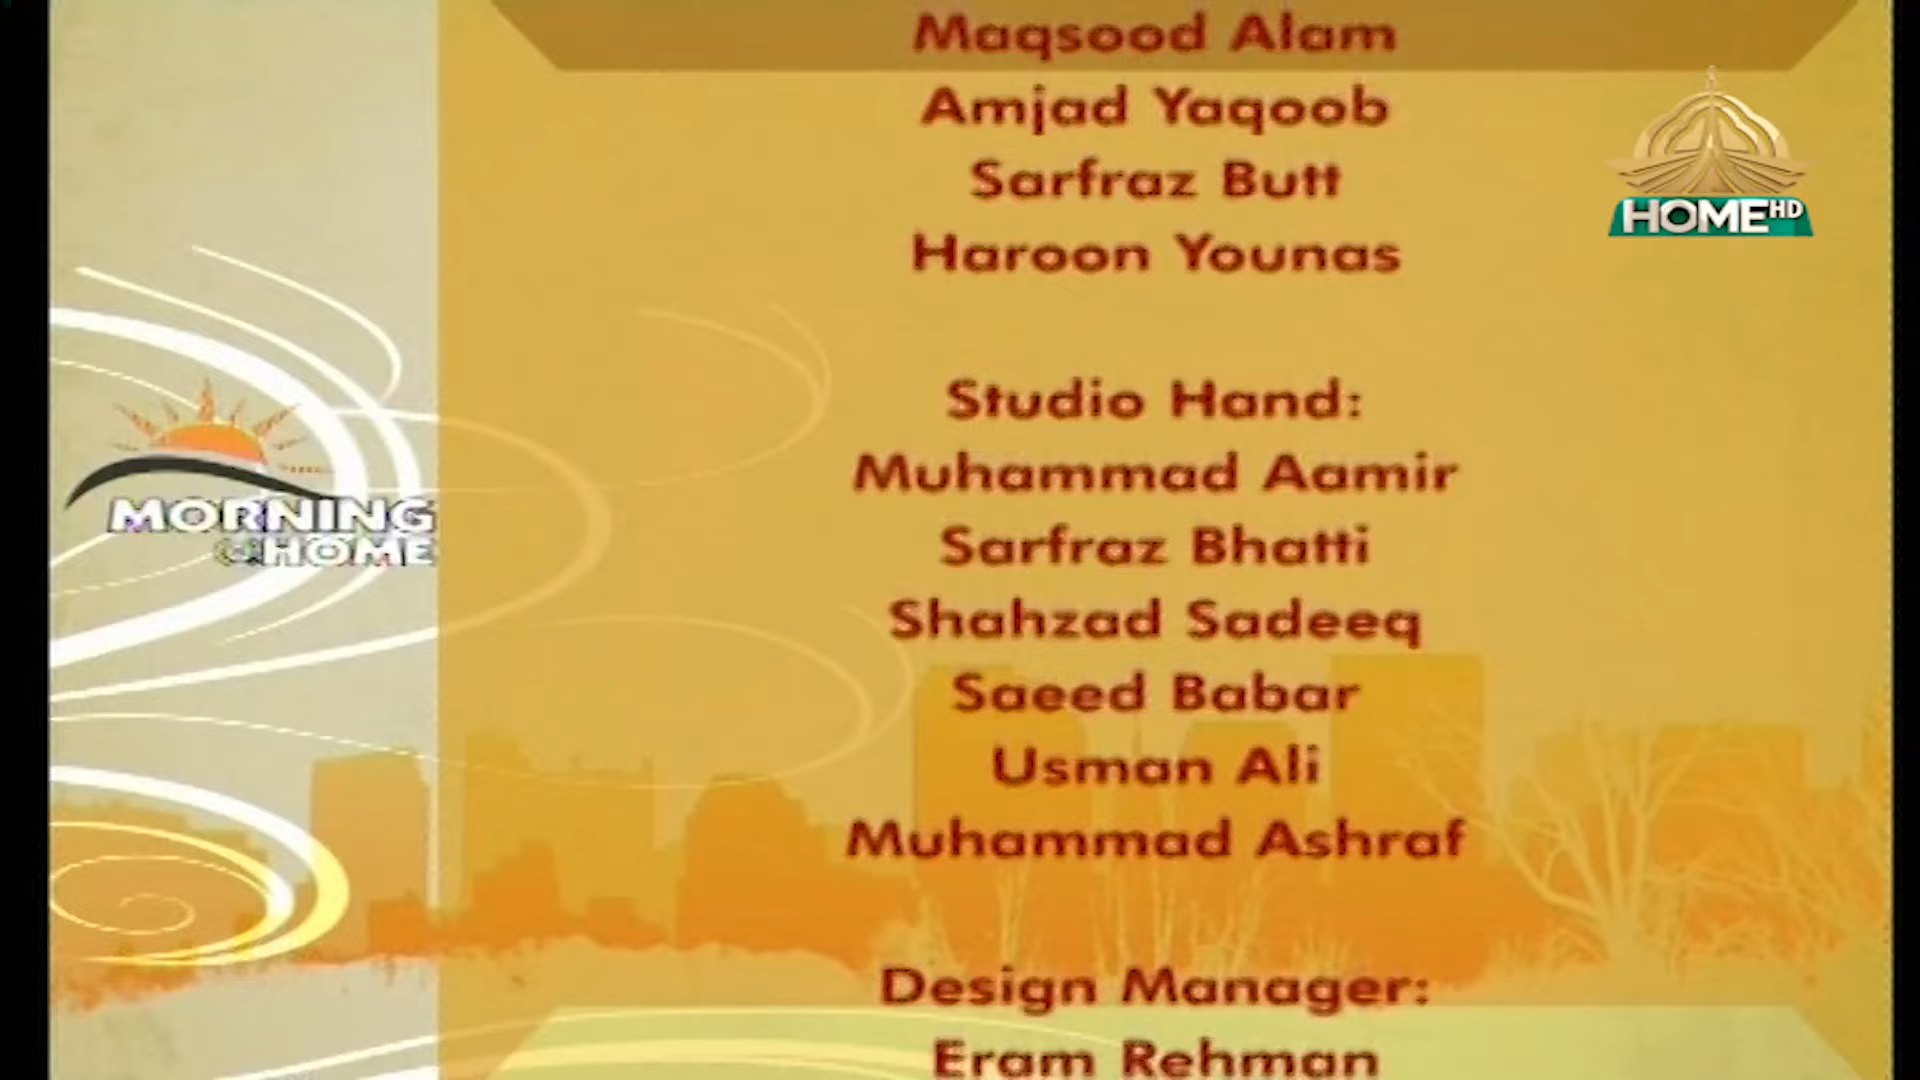 Maqsood Alam
Amjad Yaqoob
Sarfraz Butt
Haroon Younas
HOME HD
Studio Hand:
Muhammad Aamir
MORNING
@HOME
Sarfraz Bhatti
Shahzad Sadeeq
Saeed Babar
Usman Ali
Muhammad Ashraf
Design Manager:
Eram Rehman